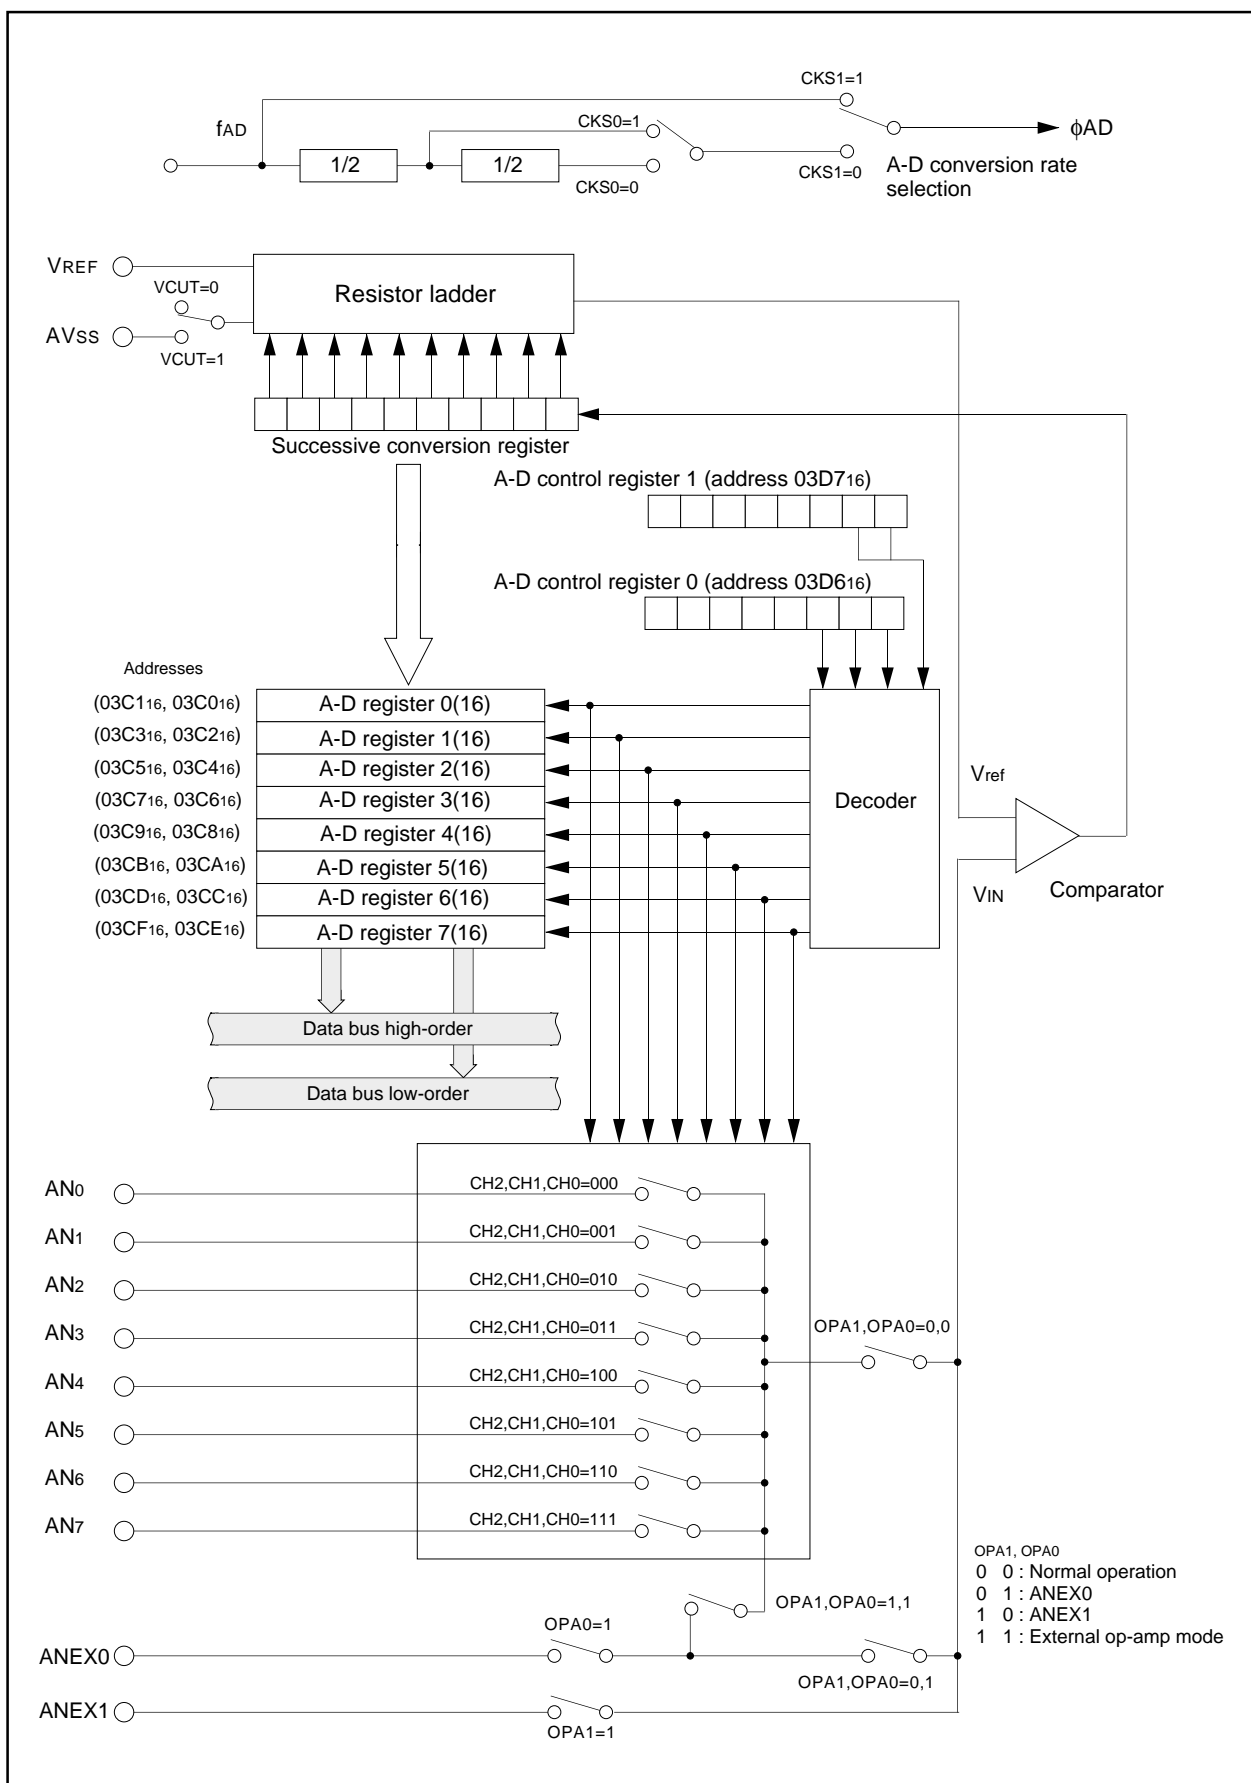 CKS1=1
fAD
CKS0=1
ϕAD
1/2
1/2
CKS0=0
CKS1=0
A-D conversion rate
selection
VREF
VCUT=0
Resistor ladder
AVSS
VCUT=1
Successive conversion register
A-D control register 1 (address 03D716)
A-D control register 0 (address 03D616)
Addresses
(03C116, 03C016)
A-D register 0(16)
(03C316, 03C216)
A-D register 1(16)
(03C516, 03C416)
A-D register 2(16)
(03C716, 03C616)
A-D register 3(16)
(03C916, 03C816)
A-D register 4(16)
(03CB16, 03CA16)
A-D register 5(16)
(03CD16, 03CC16)
A-D register 6(16)
(03CF16, 03CE16)
A-D register 7(16)
Decoder
Vref
VIN
Comparator
Data bus high-order
Data bus low-order
AN0
CH2,CH1,CH0=000
AN1
CH2,CH1,CH0=001
AN2
CH2,CH1,CH0=010
AN3
CH2,CH1,CH0=011
OPA1,OPA0=0,0
AN4
CH2,CH1,CH0=100
AN5
CH2,CH1,CH0=101
AN6
CH2,CH1,CH0=110
AN7
CH2,CH1,CH0=111
OPA1, OPA0
0 0 : Normal operation
0 1 : ANEX0
1 0 : ANEX1
1 1 : External op-amp mode
OPA1,OPA0=1,1
OPA0=1
ANEX0
OPA1,OPA0=0,1
ANEX1
OPA1=1